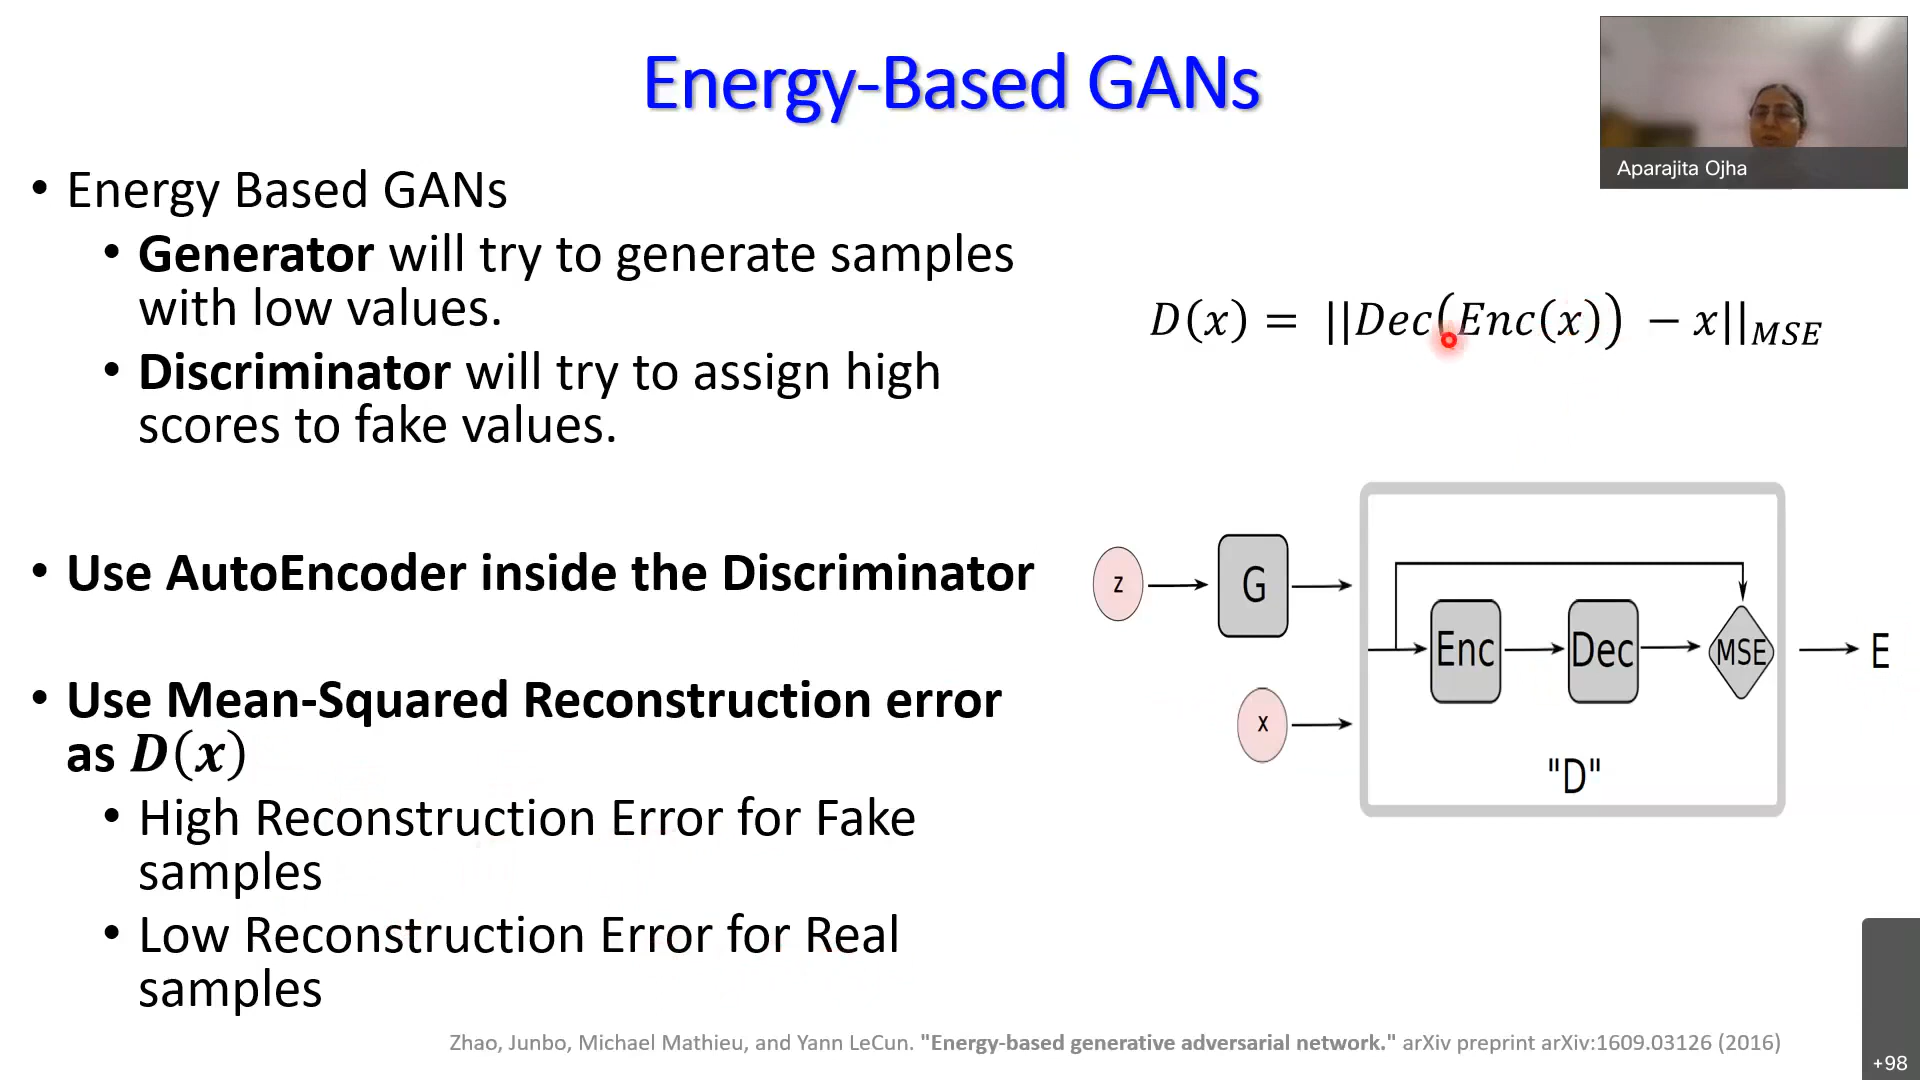 Energy-Based GANs
Aparajita Ojha
• Energy Based GANs
• Generator will try to generate samples
with low values.
• Discriminator will try to assign high
scores to fake values.
• Use AutoEncoder inside the Discriminator
• Use Mean-Squared Reconstruction error
as D(x)
• High Reconstruction Error for Fake
samples
• Low Reconstruction Error for Real
samples
D(x) = ||Dec(Enc(x)) − x||MSE
z
G
x
Enc
Dec
MSE
E
"D"
Zhao, Junbo, Michael Mathieu, and Yann LeCun. "Energy-based generative adversarial network." arXiv preprint arXiv:1609.03126 (2016)
+98